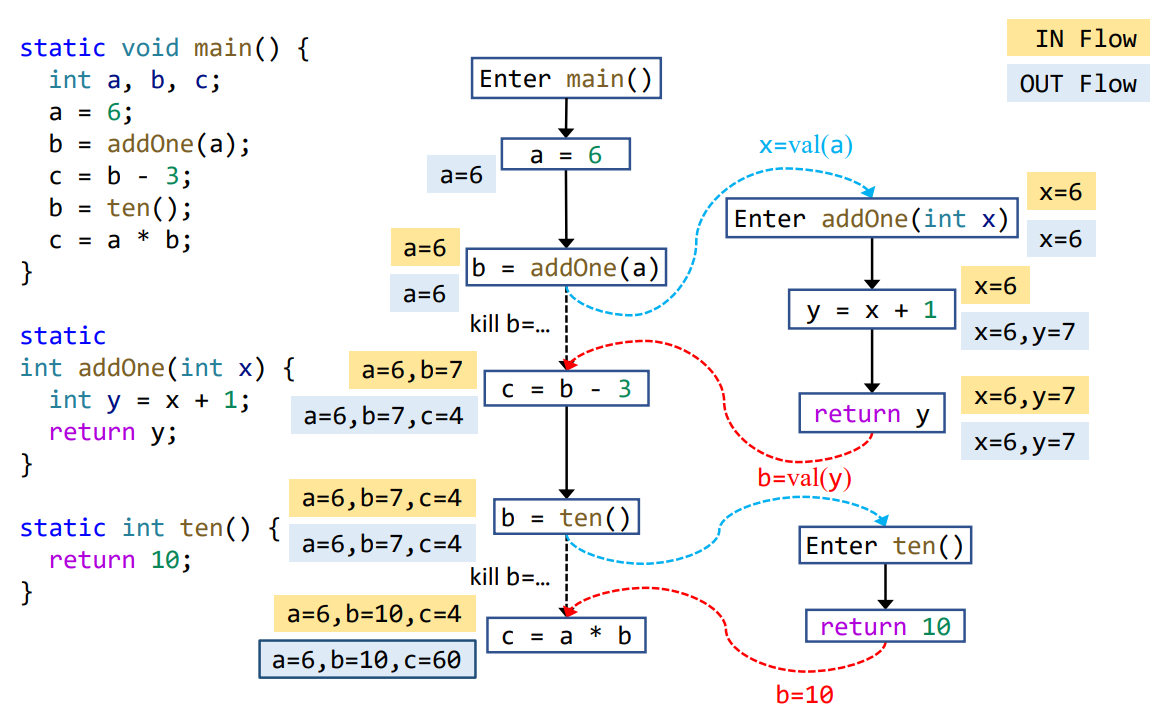 static void main() {
int a, b, c;
a = 6;
b = addOne(a);
c = b - 3;
b = ten();
c = a * b;
}
static
int addOne(int x) {
int y = x + 1;
return y;
}
static int ten() {
return 10;
}
IN Flow
OUT Flow
Enter main()
a = 6
a=6
x=val(a)
a=6
b = addOne(a)
a=6
kill b=…
Enter addOne(int x)
x=6
x=6
y = x + 1
x=6
x=6,y=7
return y
x=6,y=7
x=6,y=7
b=val(y)
a=6,b=7
c = b - 3
a=6,b=7,c=4
a=6,b=7,c=4
b = ten()
a=6,b=7,c=4
kill b=…
Enter ten()
return 10
b=10
a=6,b=10,c=4
c = a * b
a=6,b=10,c=60